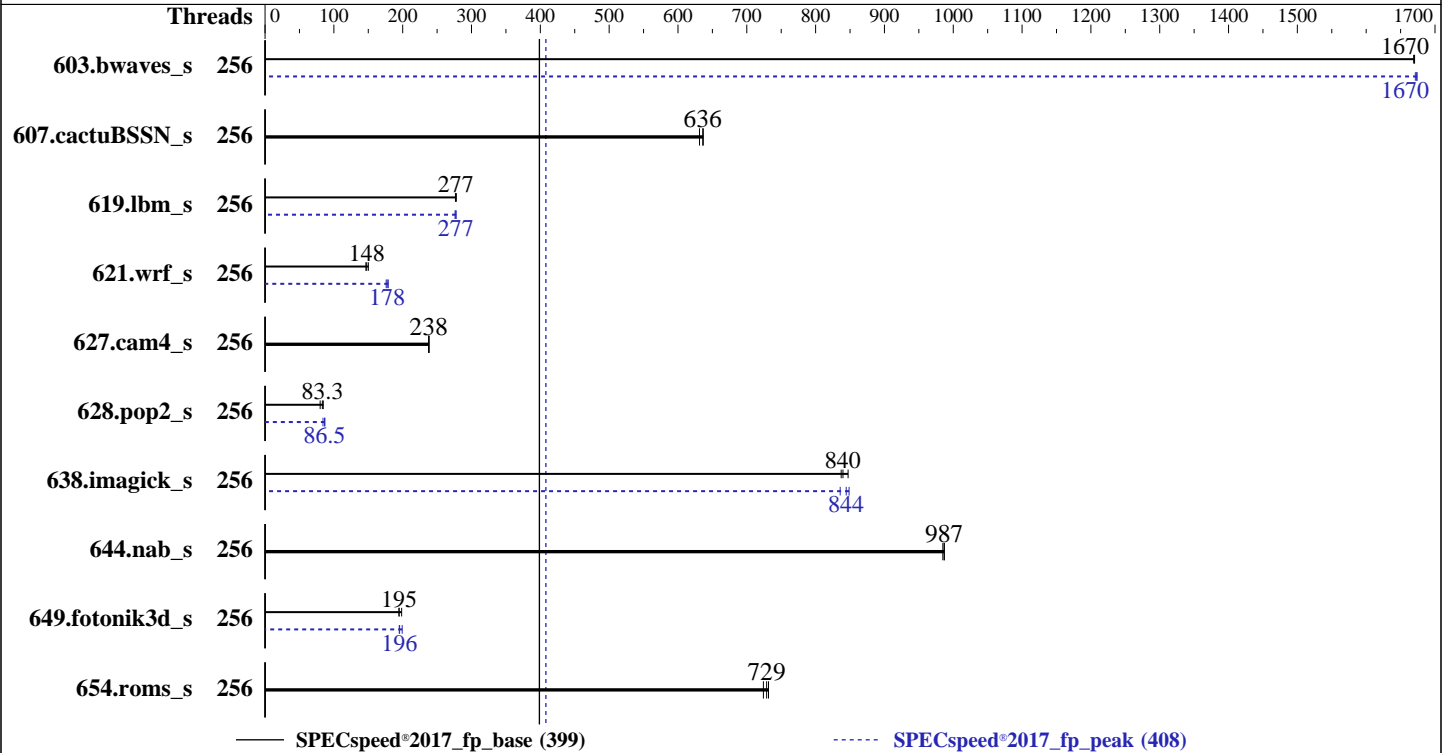 Threads 0 100 200 300 400 500 600 700 800 900 1000 1100 1200 1300 1400 1500 1700
603.bwaves_s 256 1670
1670
607.cactuBSSN_s 256 636
619.lbm_s 256 277
277
621.wrf_s 256 148
178
627.cam4_s 256 238
628.pop2_s 256 83.3
86.5
638.imagick_s 256 840
844
644.nab_s 256 987
649.fotonik3d_s 256 195
196
654.roms_s 256 729
SPECspeed®2017_fp_base (399) SPECspeed®2017_fp_peak (408)